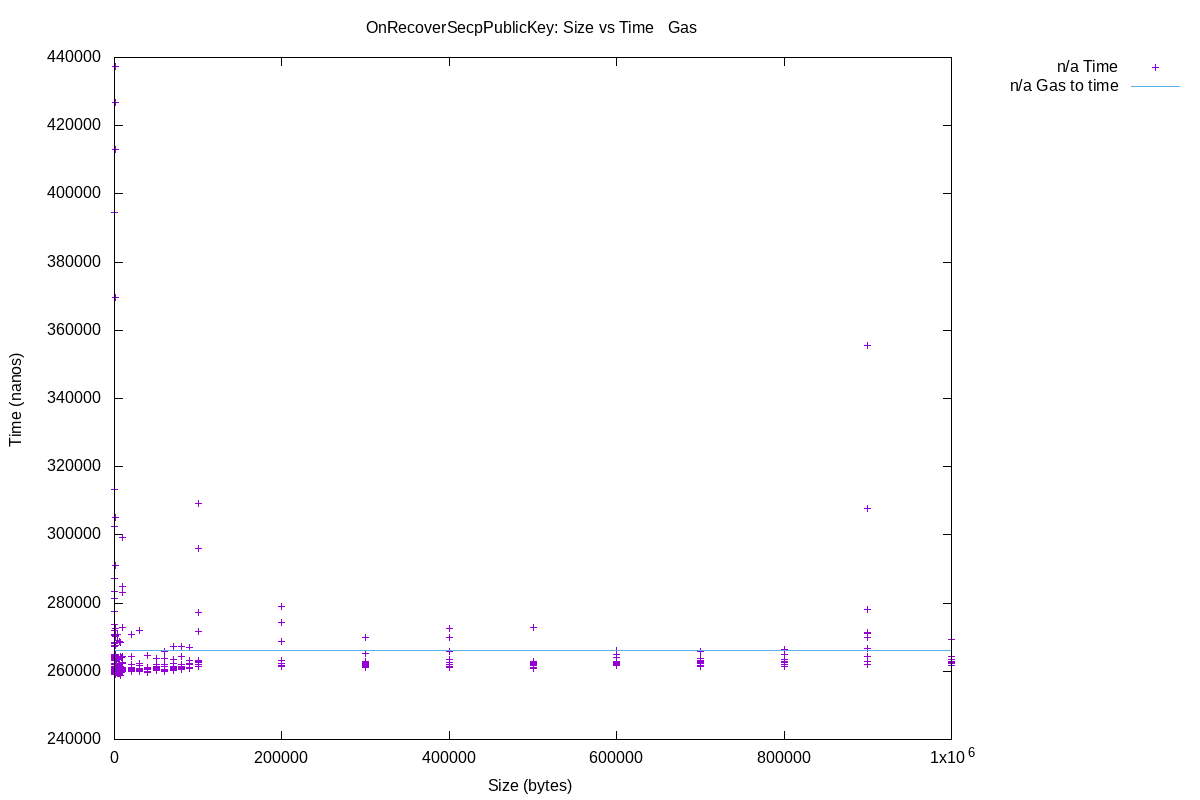 OnRecoverSecpPublicKey: Size vs Time   Gas
n/a Time
n/a Gas to time
440000
420000
400000
380000
360000
340000
320000
300000
280000
260000
240000
Time (nanos)
0
200000
400000
600000
800000
1x10^6
Size (bytes)